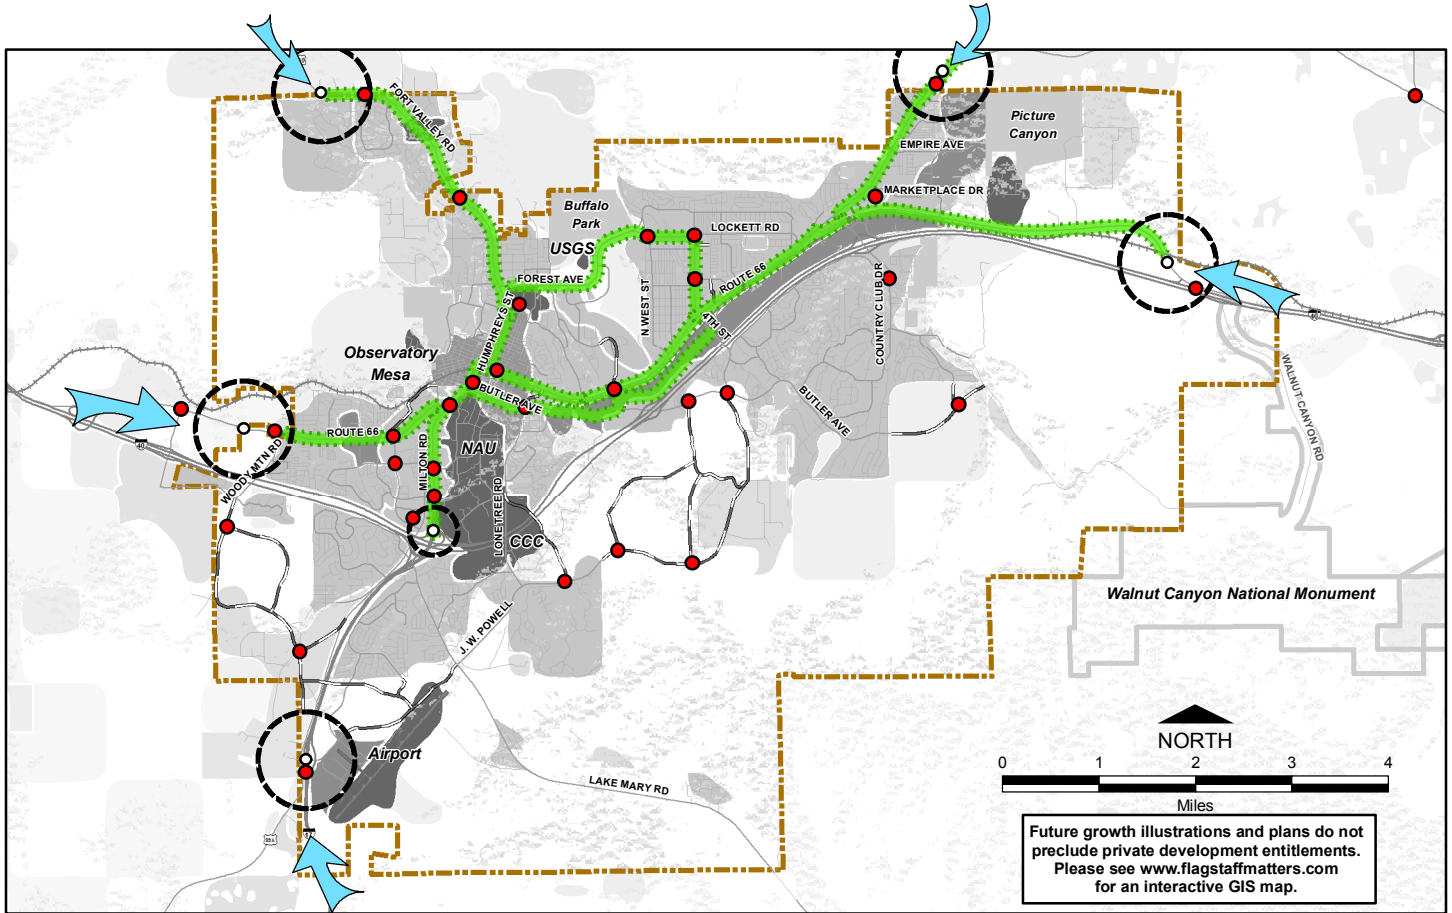 FORT VALLEY RD
Picture
Canyon
EMPIRE AVE
MARKETPLACE DR
Buffalo
Park
USGS
LOCKETT RD
FOREST AVE
N WEST ST
ROUTE 66
4TH ST
COUNTRY CLUB DR
HUMPHREYS ST
Observatory
Mesa
BUTLER AVE
BUTLER AVE
WALNUT CANYON RD
40
40
ROUTE 66
WOODY MTN RD
MILTON RD
NAU
LONE TREE RD
CCC
J. W. POWELL
Walnut Canyon National Monument
Airport
LAKE MARY RD
17
89A
NORTH
0 1 2 3 4
Miles
Future growth illustrations and plans do not
preclude private development entitlements.
Please see www.flagstaffmatters.com
for an interactive GIS map.